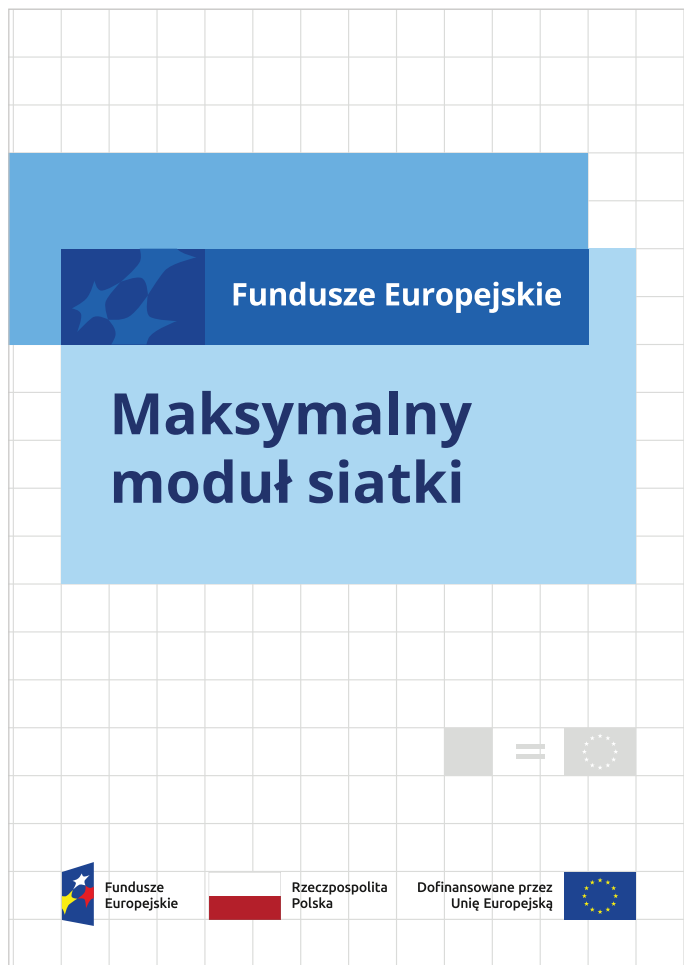 Fundusze Europejskie
Maksymalny
moduł siatki
=
Fundusze
Europejskie
Rzeczpospolita
Polska
Dofinansowane przez
Unię Europejską